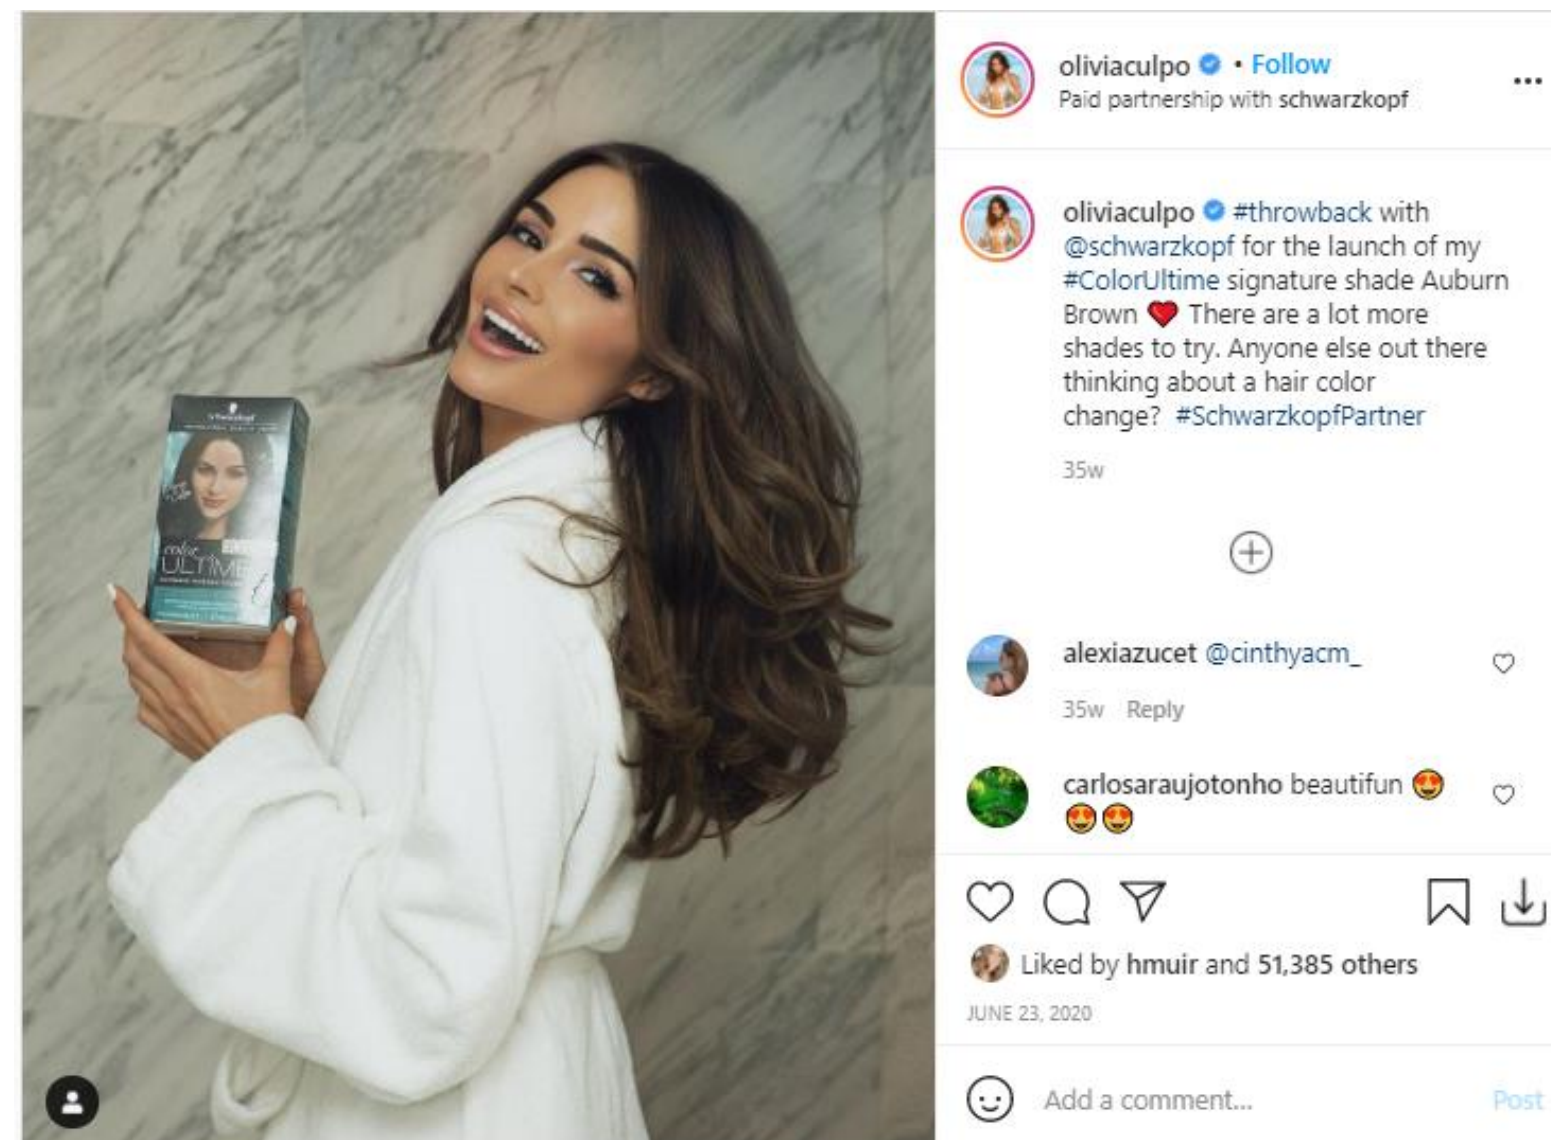 Schwarzkopf
color
ULTIME
oliviaculpo • Follow
Paid partnership with schwarzkopf
oliviaculpo #throwback with
@schwarzkopf for the launch of my
#ColorUltime signature shade Auburn
Brown ❤️ There are a lot more
shades to try. Anyone else out there
thinking about a hair color
change? #SchwarzkopfPartner
35w
alexiazucet @cinthyacm_
35w Reply
carlosaraujotonho beautifun 😍
😍😍
Liked by hmuir and 51,385 others
JUNE 23, 2020
Add a comment... Post